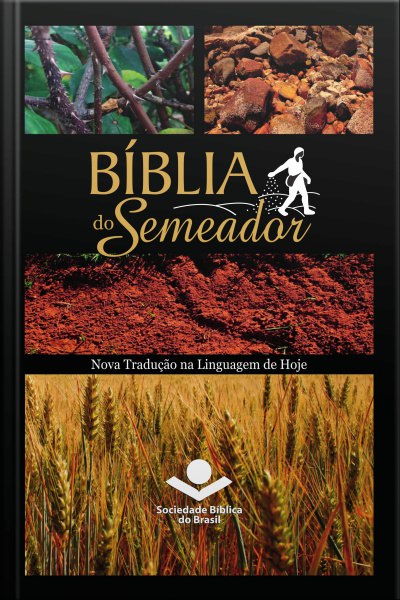 BÍBLIA
do Semeador
Nova Tradução na Linguagem de Hoje
Sociedade Bíblica
do Brasil